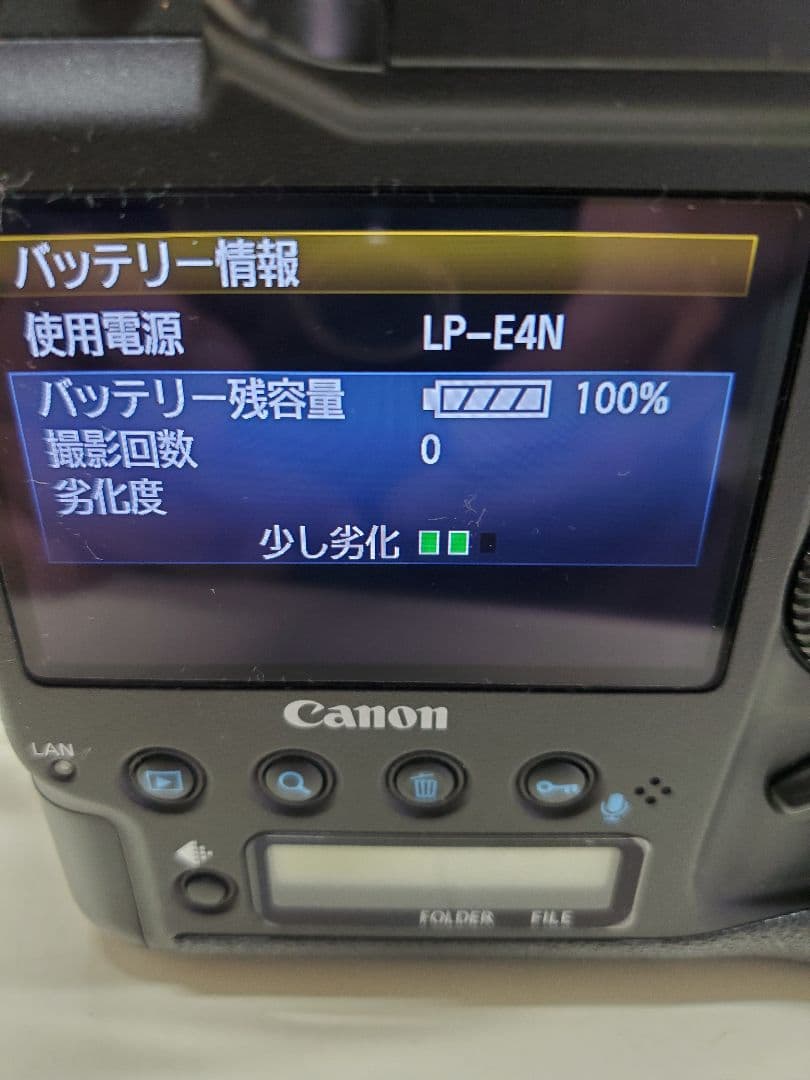 バッテリー情報
使用電源 LP-E4N
バッテリー残容量 100%
撮影回数 0
劣化度
少し劣化
Canon
LAN
FOLDER FILE